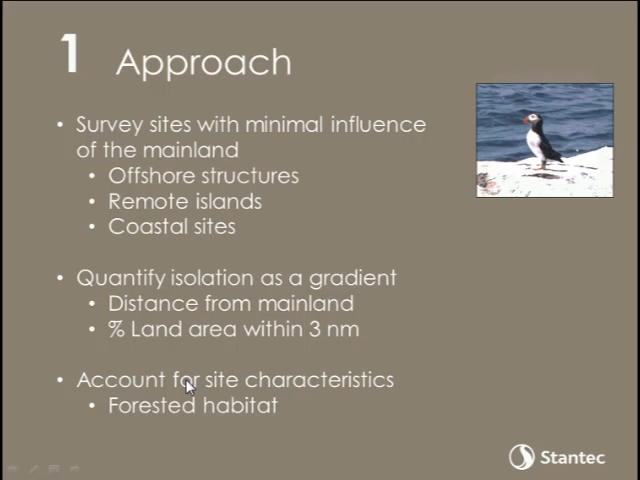 1 Approach
• Survey sites with minimal influence
of the mainland
• Offshore structures
• Remote islands
• Coastal sites
• Quantify isolation as a gradient
• Distance from mainland
• % Land area within 3 nm
• Account for site characteristics
• Forested habitat
Stantec